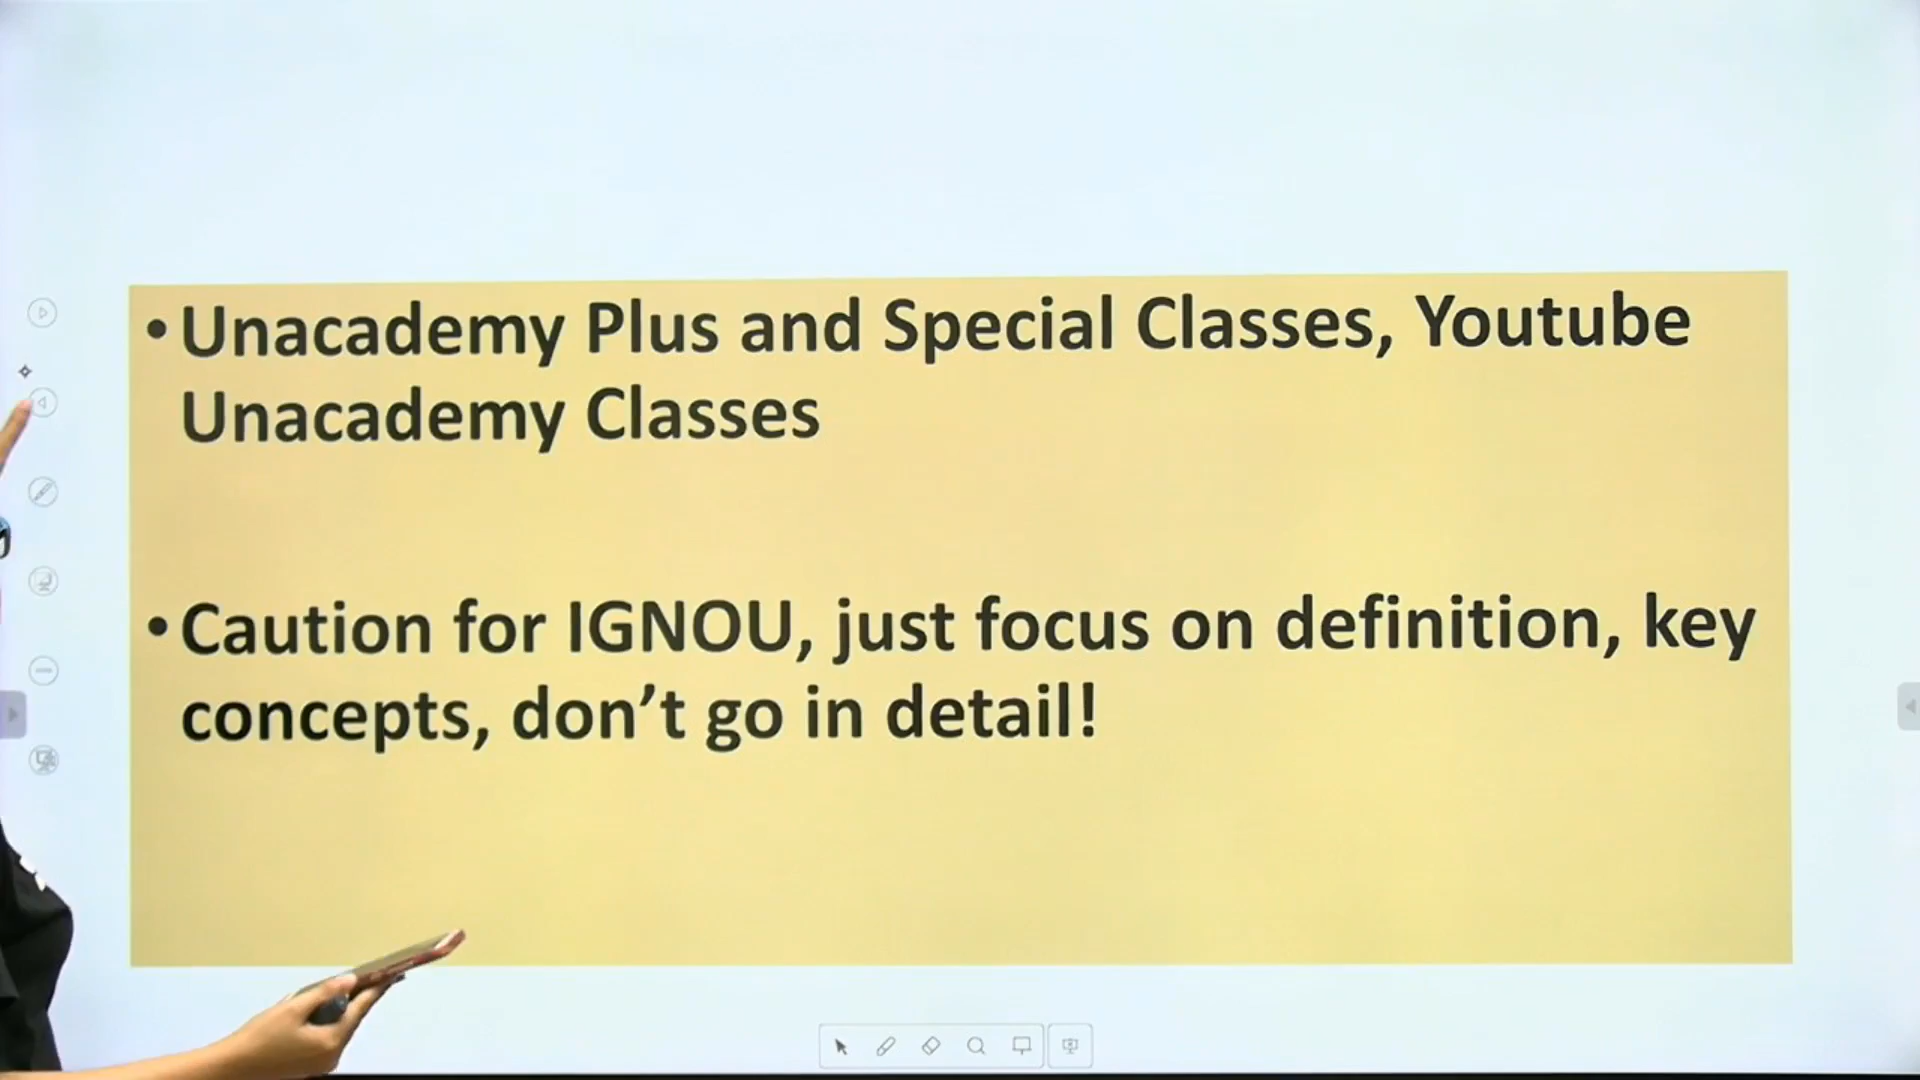 • Unacademy Plus and Special Classes, Youtube
Unacademy Classes
• Caution for IGNOU, just focus on definition, key
concepts, don’t go in detail!